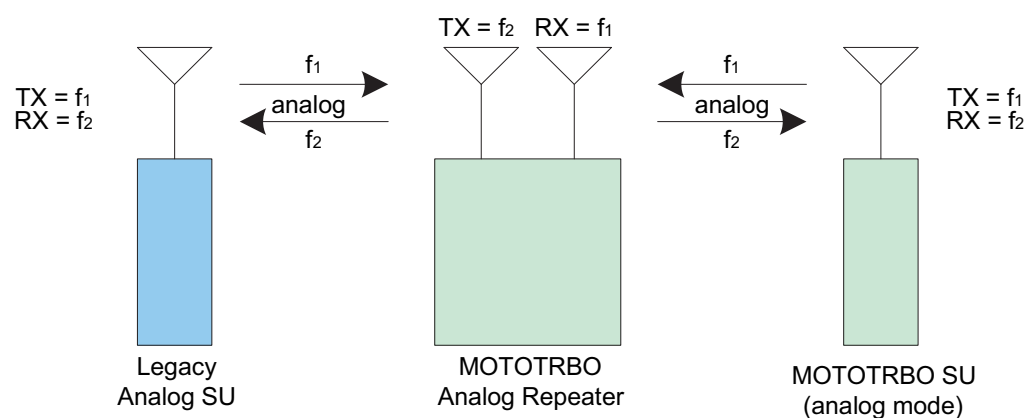 TX = f2 RX = f1
f1
analog
f2
f1
analog
f2
TX = f1
RX = f2
TX = f1
RX = f2
Legacy
Analog SU
MOTOTRBO
Analog Repeater
MOTOTRBO SU
(analog mode)